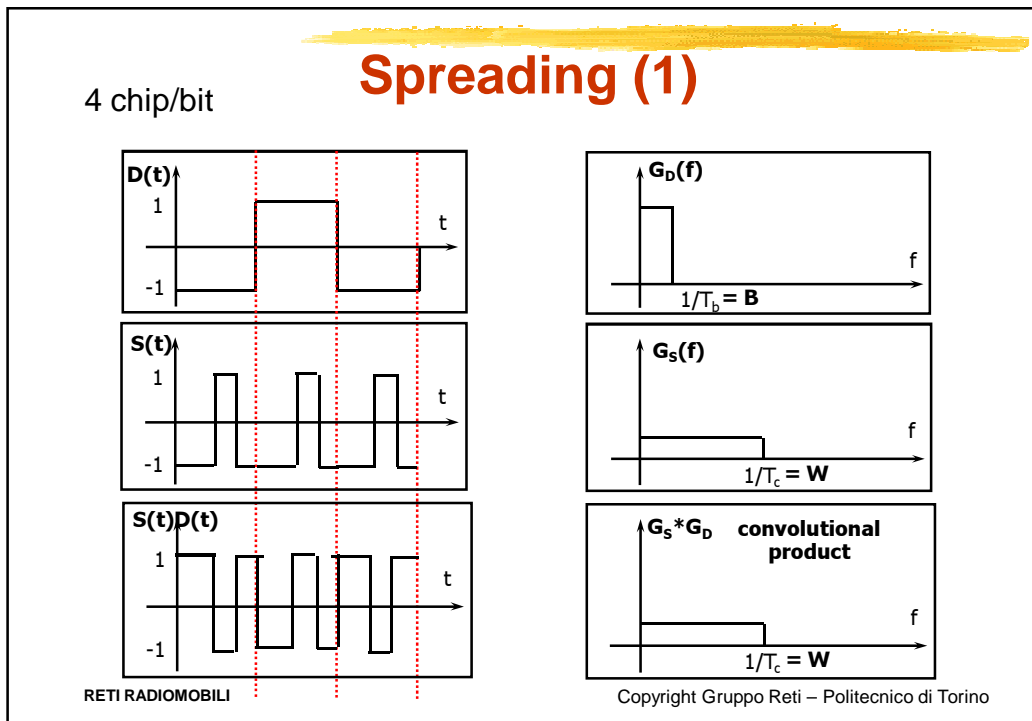 Spreading (1)
4 chip/bit
D(t)
1
t
-1
S(t)
1
t
-1
S(t)D(t)
1
t
-1
G_D(f)
f
1/T_b = B
G_S(f)
f
1/T_c = W
G_S*G_D convolutional
product
f
1/T_c = W
RETI RADIOMOBILI
Copyright Gruppo Reti – Politecnico di Torino